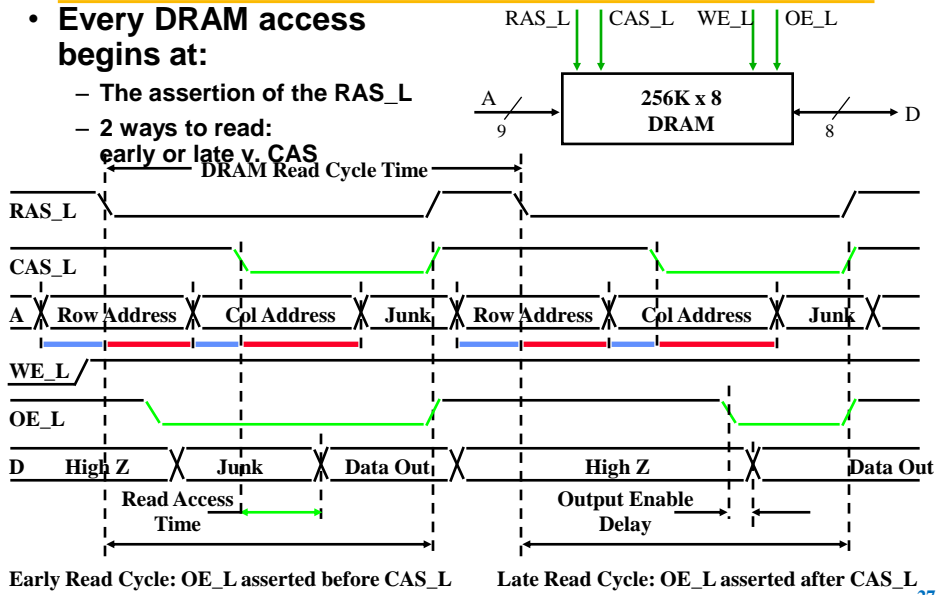 • Every DRAM access
begins at:
– The assertion of the RAS_L
– 2 ways to read:
early or late v. CAS
RAS_L CAS_L WE_L OE_L
A 9 256K x 8
DRAM 8 D
DRAM Read Cycle Time
RAS_L
CAS_L
A Row Address Col Address Junk Row Address Col Address Junk
WE_L
OE_L
D High Z Junk Data Out High Z Data Out
Read Access
Time
Output Enable
Delay
Early Read Cycle: OE_L asserted before CAS_L Late Read Cycle: OE_L asserted after CAS_L
27